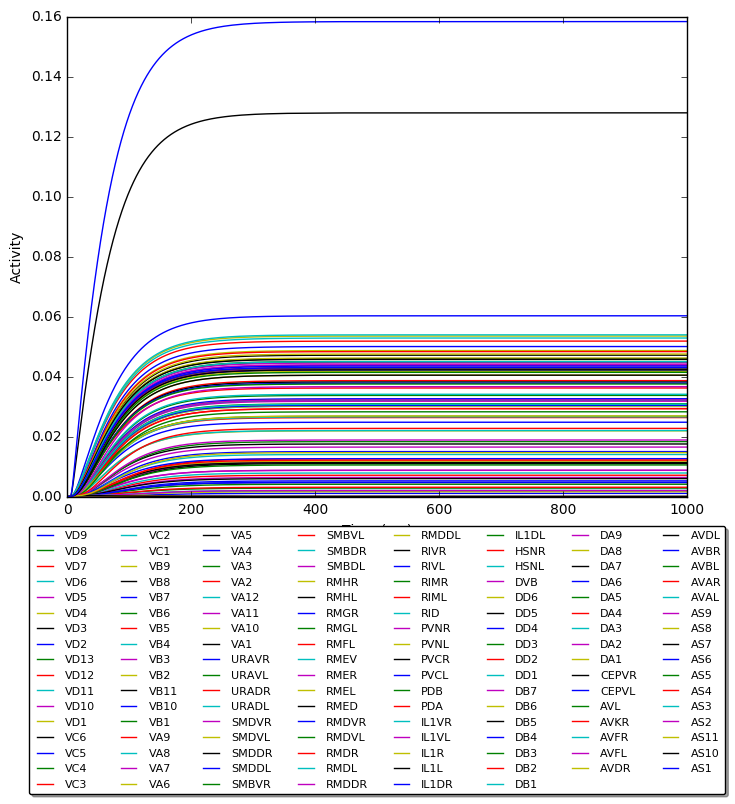 0.16
0.14
0.12
0.10
0.08
0.06
0.04
0.02
0.00
Activity
0 200 400 600 800 1000
VD9 VC2 VA5 SMBVL RMDDL IL1DL DA9 AVDL
VD8 VC1 VA4 SMBDR RIVR HSNR DA8 AVBR
VD7 VB9 VA3 SMBDL RIVL HSNL DA7 AVBL
VD6 VB8 VA2 RMHR RIMR DVB DA6 AVAR
VD5 VB7 VA12 RMHL RIML DD6 DA5 AVAL
VD4 VB6 VA11 RMGR RID DD5 DA4 AS9
VD3 VB5 VA10 RMGL PVNR DD4 DA3 AS8
VD2 VB4 VA1 RMFL PVNL DD3 DA2 AS7
VD13 VB3 URAVR RMEV PVCR DD2 DA1 AS6
VD12 VB2 URAVL RMER PVCL DD1 CEPVR AS5
VD11 VB11 URADR RMEL PDB DB7 CEPVL AS4
VD10 VB10 URADL RMED PDA DB6 AVL AS3
VD1 VB1 SMDVR RMDVR IL1VR DB5 AVKR AS2
VC6 VA9 SMDVL RMDVL IL1VL DB4 AVFR AS11
VC5 VA8 SMDDR RMDR IL1R DB3 AVFL AS10
VC4 VA7 SMDDL RMDL IL1L DB2 AVDR AS1
VC3 VA6 SMBVR RMDDR IL1DR DB1